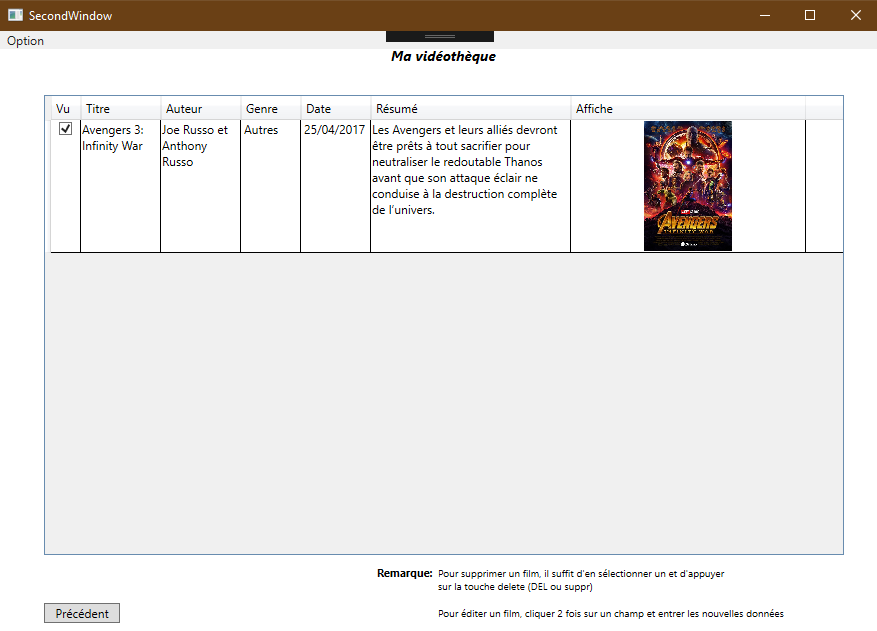 SecondWindow
Option
Ma vidéothèque
Vu Titre Auteur Genre Date Résumé Affiche
Avengers 3: Joe Russo et Autres 25/04/2017 Les Avengers et leurs alliés devront
Infinity War Anthony être prêts à tout sacrifier pour
Russo neutraliser le redoutable Thanos
avant que son attaque éclair ne
conduise à la destruction complète
de l'univers.
AVENGERS
INFINITY WAR
Remarque: Pour supprimer un film, il suffit d'en sélectionner un et d'appuyer
sur la touche delete (DEL ou suppr)
Précédent Pour éditer un film, cliquer 2 fois sur un champ et entrer les nouvelles données